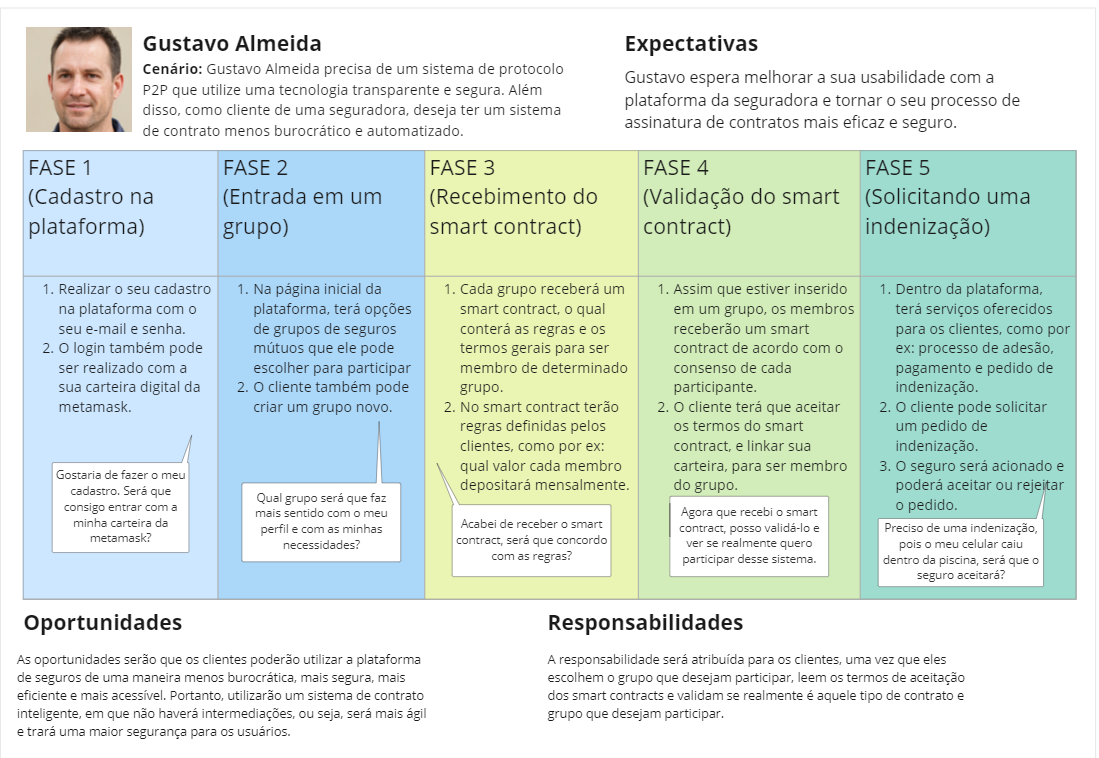 Gustavo Almeida
Cenário: Gustavo Almeida precisa de um sistema de protocolo
P2P que utilize uma tecnologia transparente e segura. Além
disso, como cliente de uma seguradora, deseja ter um sistema
de contrato menos burocrático e automatizado.
Expectativas
Gustavo espera melhorar a sua usabilidade com a
plataforma da seguradora e tornar o seu processo de
assinatura de contratos mais eficaz e seguro.
FASE 1
(Cadastro na
plataforma)
1. Realizar o seu cadastro
na plataforma com o
seu e-mail e senha.
2. O login também pode
ser realizado com a
sua carteira digital da
metamask.
Gostaria de fazer o meu
cadastro. Será que
consigo entrar com a
minha carteira da
metamask?
FASE 2
(Entrada em um
grupo)
1. Na página inicial da
plataforma, terá opções
de grupos de seguros
mútuos que ele pode
escolher para participar
2. O cliente também pode
criar um grupo novo.
Qual grupo será que faz
mais sentido com o meu
perfil e com as minhas
necessidades?
FASE 3
(Recebimento do
smart contract)
1. Cada grupo receberá um
smart contract, o qual
conterá as regras e os
termos gerais para ser
membro de determinado
grupo.
2. No smart contract terão
regras definidas pelos
clientes, como por ex:
qual valor cada membro
depositará mensalmente.
Acabei de receber o smart
contract, será que concordo
com as regras?
FASE 4
(Validação do smart
contract)
1. Assim que estiver inserido
em um grupo, os membros
receberão um smart
contract de acordo com o
consenso de cada
participante.
2. O cliente terá que aceitar
os termos do smart
contract, e linkar sua
carteira, para ser membro
do grupo.
Agora que recebi o smart
contract, posso validá-lo e
ver se realmente quero
participar desse sistema.
FASE 5
(Solicitando uma
indenização)
1. Dentro da plataforma,
terá serviços oferecidos
para os clientes, como por
ex: processo de adesão,
pagamento e pedido de
indenização.
2. O cliente pode solicitar
um pedido de
indenização.
3. O seguro será acionado e
poderá aceitar ou rejeitar
o pedido.
Preciso de uma indenização,
pois o meu celular caiu
dentro da piscina, será que o
seguro aceitará?
Oportunidades
As oportunidades serão que os clientes poderão utilizar a plataforma
de seguros de uma maneira menos burocrática, mais segura, mais
eficiente e mais acessível. Portanto, utilizarão um sistema de contrato
inteligente, em que não haverá intermediações, ou seja, será mais ágil
e trará uma maior segurança para os usuários.
Responsabilidades
A responsabilidade será atribuída para os clientes, uma vez que eles
escolhem o grupo que desejam participar, leem os termos de aceitação
dos smart contracts e validam se realmente é aquele tipo de contrato e
grupo que desejam participar.